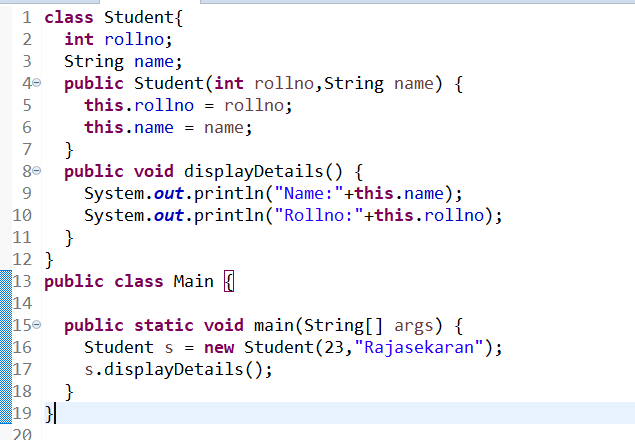 1 class Student{
2 int rollno;
3 String name;
4 public Student(int rollno,String name) {
5 this.rollno = rollno;
6 this.name = name;
7 }
8 public void displayDetails() {
9 System.out.println("Name:"+this.name);
10 System.out.println("Rollno:"+this.rollno);
11 }
12 }
13 public class Main {
14
15 public static void main(String[] args) {
16 Student s = new Student(23,"Rajasekaran");
17 s.displayDetails();
18 }
19 }
20